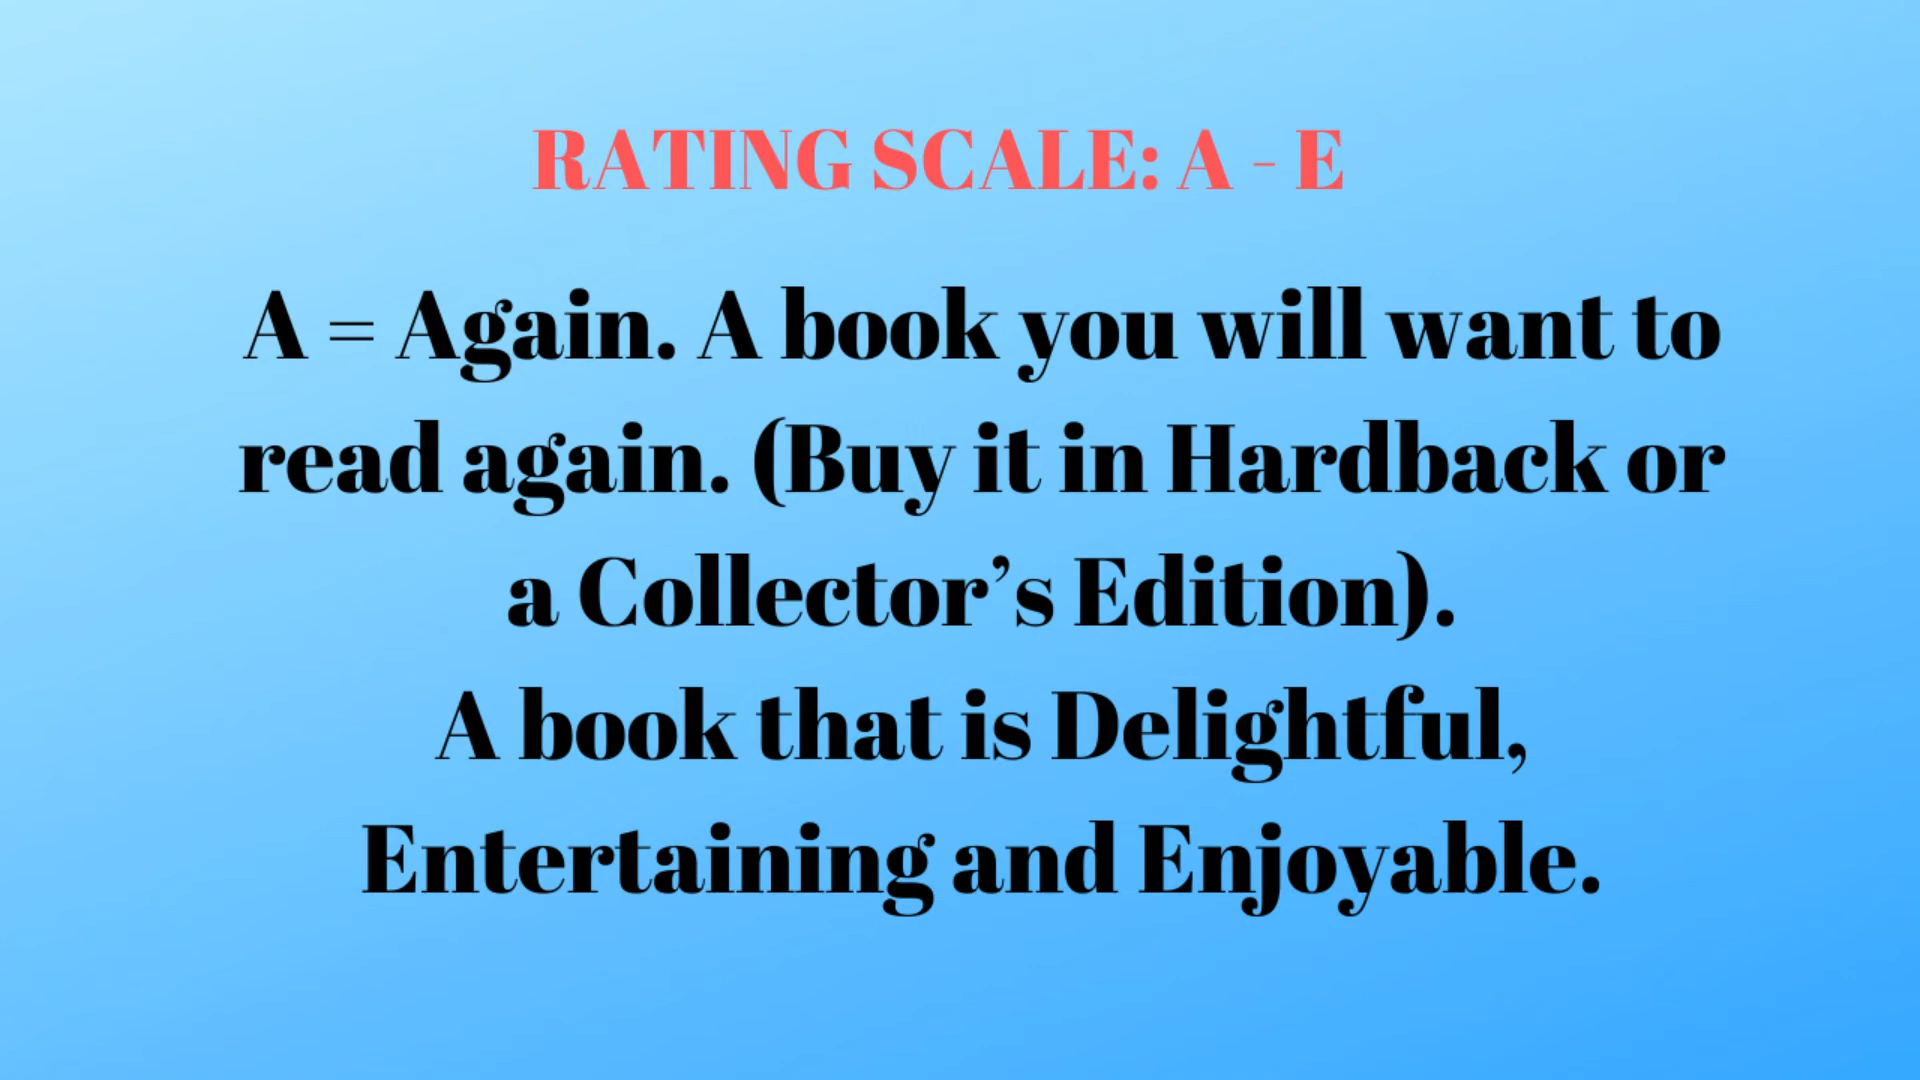 RATING SCALE: A - E
A = Again. A book you will want to
read again. (Buy it in Hardback or
a Collector’s Edition).
A book that is Delightful,
Entertaining and Enjoyable.